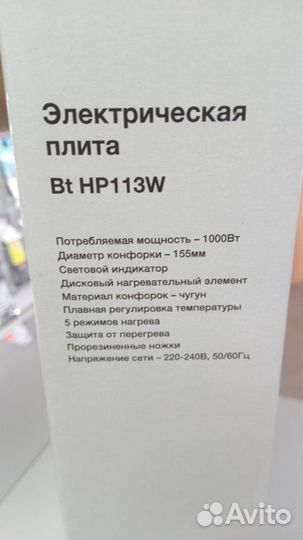 Электрическая
плита
Bt HP113W
Потребляемая мощность – 1000Вт
Диаметр конфорки – 155мм
Световой индикатор
Дисковый нагревательный элемент
Материал конфорок – чугун
Плавная регулировка температуры
5 режимов нагрева
Защита от перегрева
Прорезиненные ножки
Напряжение сети – 220-240В, 50/60Гц
Avito